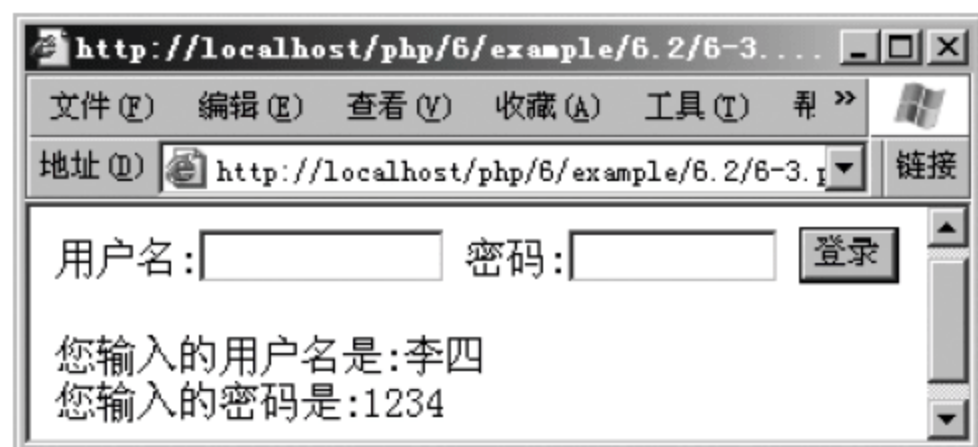 http://localhost/php/6/example/6.2/6-3....
文件(F) 编辑(E) 查看(V) 收藏(A) 工具(T) »
地址(D) http://localhost/php/6/example/6.2/6-3. 链接
用户名: 密码: 登录
您输入的用户名是:李四
您输入的密码是:1234